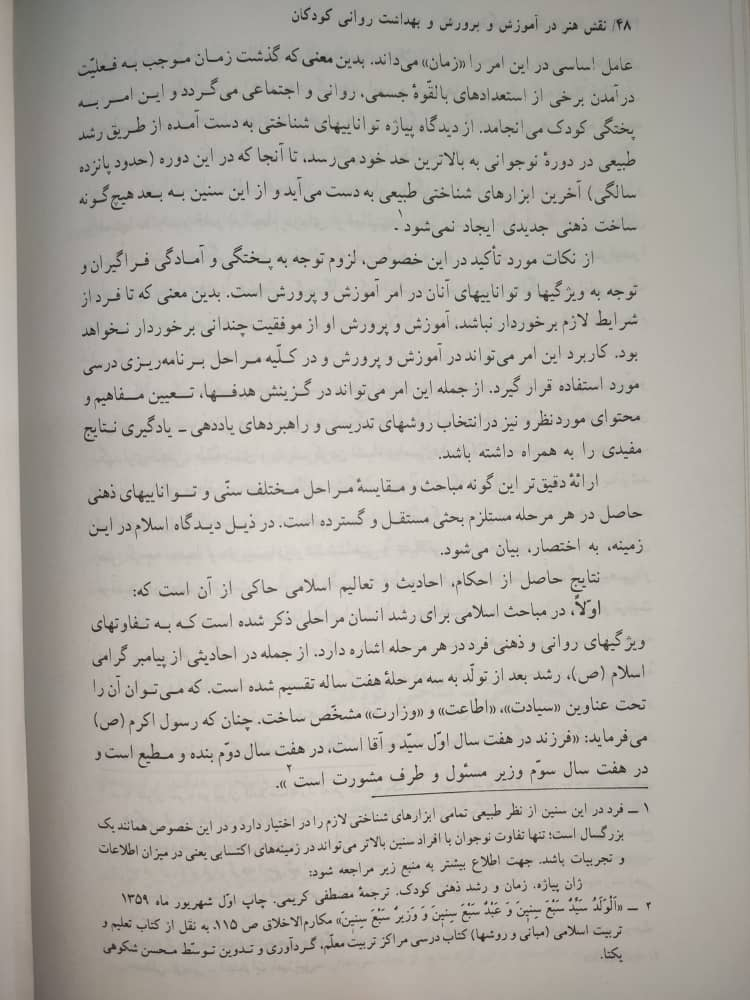 ۴۸/ نقش هنر در آموزش و پرورش و بهداشت روانی کودکان
عامل اساسی در این امر را «زمان» می‌داند. بدین معنی که گذشت زمان موجب به فعلیّت
درآمدن برخی از استعدادهای بالقوّهٔ جسمی، روانی و اجتماعی می‌گردد و این امر به
پختگی کودک می‌انجامد. از دیدگاه پیاژه تواناییهای شناختی به دست آمده از طریق رشد
طبیعی در دورهٔ نوجوانی به بالاترین حد خود می‌رسد، تا آنجا که در این دوره (حدود پانزده
سالگی) آخرین ابزارهای شناختی طبیعی به دست می‌آید و از این سنین به بعد هیچ‌گونه
ساخت ذهنی جدیدی ایجاد نمی‌شود۱.
از نکات مورد تأکید در این خصوص، لزوم توجه به پختگی و آمادگی فراگیران و
توجه به ویژگیها و تواناییهای آنان در امر آموزش و پرورش است. بدین معنی که تا فرد از
شرایط لازم برخوردار نباشد، آموزش و پرورش او از موفقیت چندانی برخوردار نخواهد
بود. کاربرد این امر می‌تواند در آموزش و پرورش و در کلّیه مراحل برنامه‌ریزی درسی
مورد استفاده قرار گیرد. از جمله این امر می‌تواند در گزینش هدفها، تعیین مفاهیم و
محتوای موردنظر و نیز در انتخاب روشهای تدریسی و راهبردهای یاددهی ـ یادگیری نتایج
مفیدی را به همراه داشته باشد.
ارائهٔ دقیق‌تر این گونه مباحث و مقایسهٔ مراحل مختلف سنّی و تواناییهای ذهنی
حاصل در هر مرحله مستلزم بحثی مستقل و گسترده است. در ذیل دیدگاه اسلام در این
زمینه، به اختصار، بیان می‌شود.
نتایج حاصل از احکام، احادیث و تعالیم اسلامی حاکی از آن است که:
اوّلاً، در مباحث اسلامی برای رشد انسان مراحلی ذکر شده است که به تفاوتهای
ویژگیهای روانی و ذهنی فرد در هر مرحله اشاره دارد. از جمله در احادیثی از پیامبر گرامی
اسلام (ص)، رشد بعد از تولّد به سه مرحلهٔ هفت ساله تقسیم شده است. که می‌توان آن را
تحت عناوین «سیادت»، «اطاعت» و «وزارت» مشخّص ساخت. چنان که رسول اکرم (ص)
می‌فرماید: «فرزند در هفت سال اوّل سیّد و آقا است، در هفت سال دوّم بنده و مطیع است و
در هفت سال سوّم وزیر مسئول و طرف مشورت است۲».
۱ ـ فرد در این سنین از نظر طبیعی تمامی ابزارهای شناختی لازم را در اختیار دارد و در این خصوص همانند یک
بزرگسال است؛ تنها تفاوت نوجوان با افراد سنین بالاتر می‌تواند در زمینه‌های اکتسابی یعنی در میزان اطلاعات
و تجربیات باشد. جهت اطلاع بیشتر به منبع زیر مراجعه شود:
ژان پیاژه. زمان و رشد ذهنی کودک. ترجمهٔ مصطفی کریمی. چاپ اوّل شهریور ماه ۱۳۵۹
۲ ـ «اَلْوَلَدُ سَیِّدٌ سَبْعَ سِنینَ وَ عَبْدٌ سَبْعَ سِنینَ وَ وَزیرٌ سَبْعَ سِنینَ» مکارم‌الاخلاق ص ۱۱۵، به نقل از کتاب تعلیم و
تربیت اسلامی (مبانی و روشها) کتاب درسی مراکز تربیت معلّم، گردآوری و تدوین توسّط محسن شکوهی
یکتا.